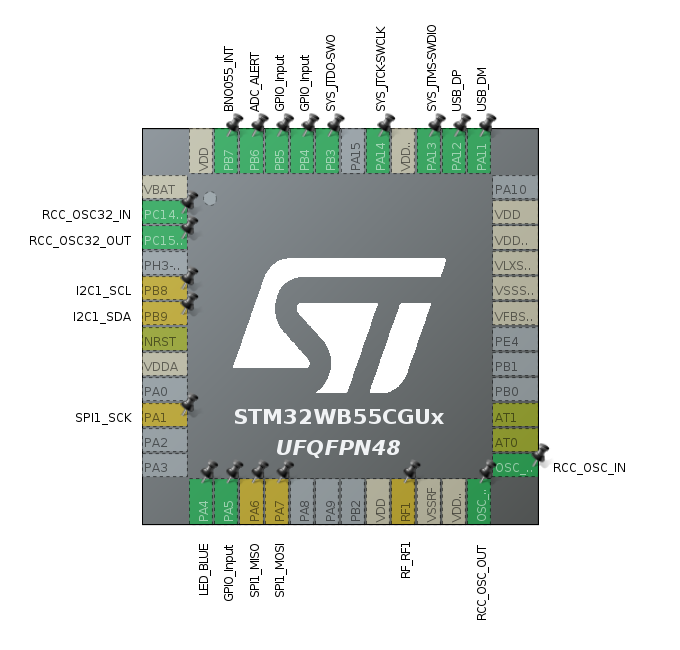 BNO055_INT
ADC_ALERT
GPIO_Input
GPIO_Input
SYS_JTDO-SWO
SYS_JTCK-SWCLK
SYS_JTMS-SWDIO
USB_DP
USB_DM
VDD
PB7
PB6
PB5
PB4
PB3
PA15
PA14
VDD..
PA13
PA12
PA11
VBAT
RCC_OSC32_IN PC14..
RCC_OSC32_OUT PC15..
PH3-..
I2C1_SCL PB8
I2C1_SDA PB9
NRST
VDDA
PA0
SPI1_SCK PA1
PA2
PA3
PA10
VDD
VDD..
VLXS..
VSSS..
VFBS..
PE4
PB1
PB0
AT1
AT0
OSC_.. RCC_OSC_IN
ST
STM32WB55CGUx
UFQFPN48
PA4
PA5
PA6
PA7
PA8
PA9
PB2
VDD
RF1
VSSRF
VDD..
OSC_..
LED_BLUE
GPIO_Input
SPI1_MISO
SPI1_MOSI
RF_RF1
RCC_OSC_OUT